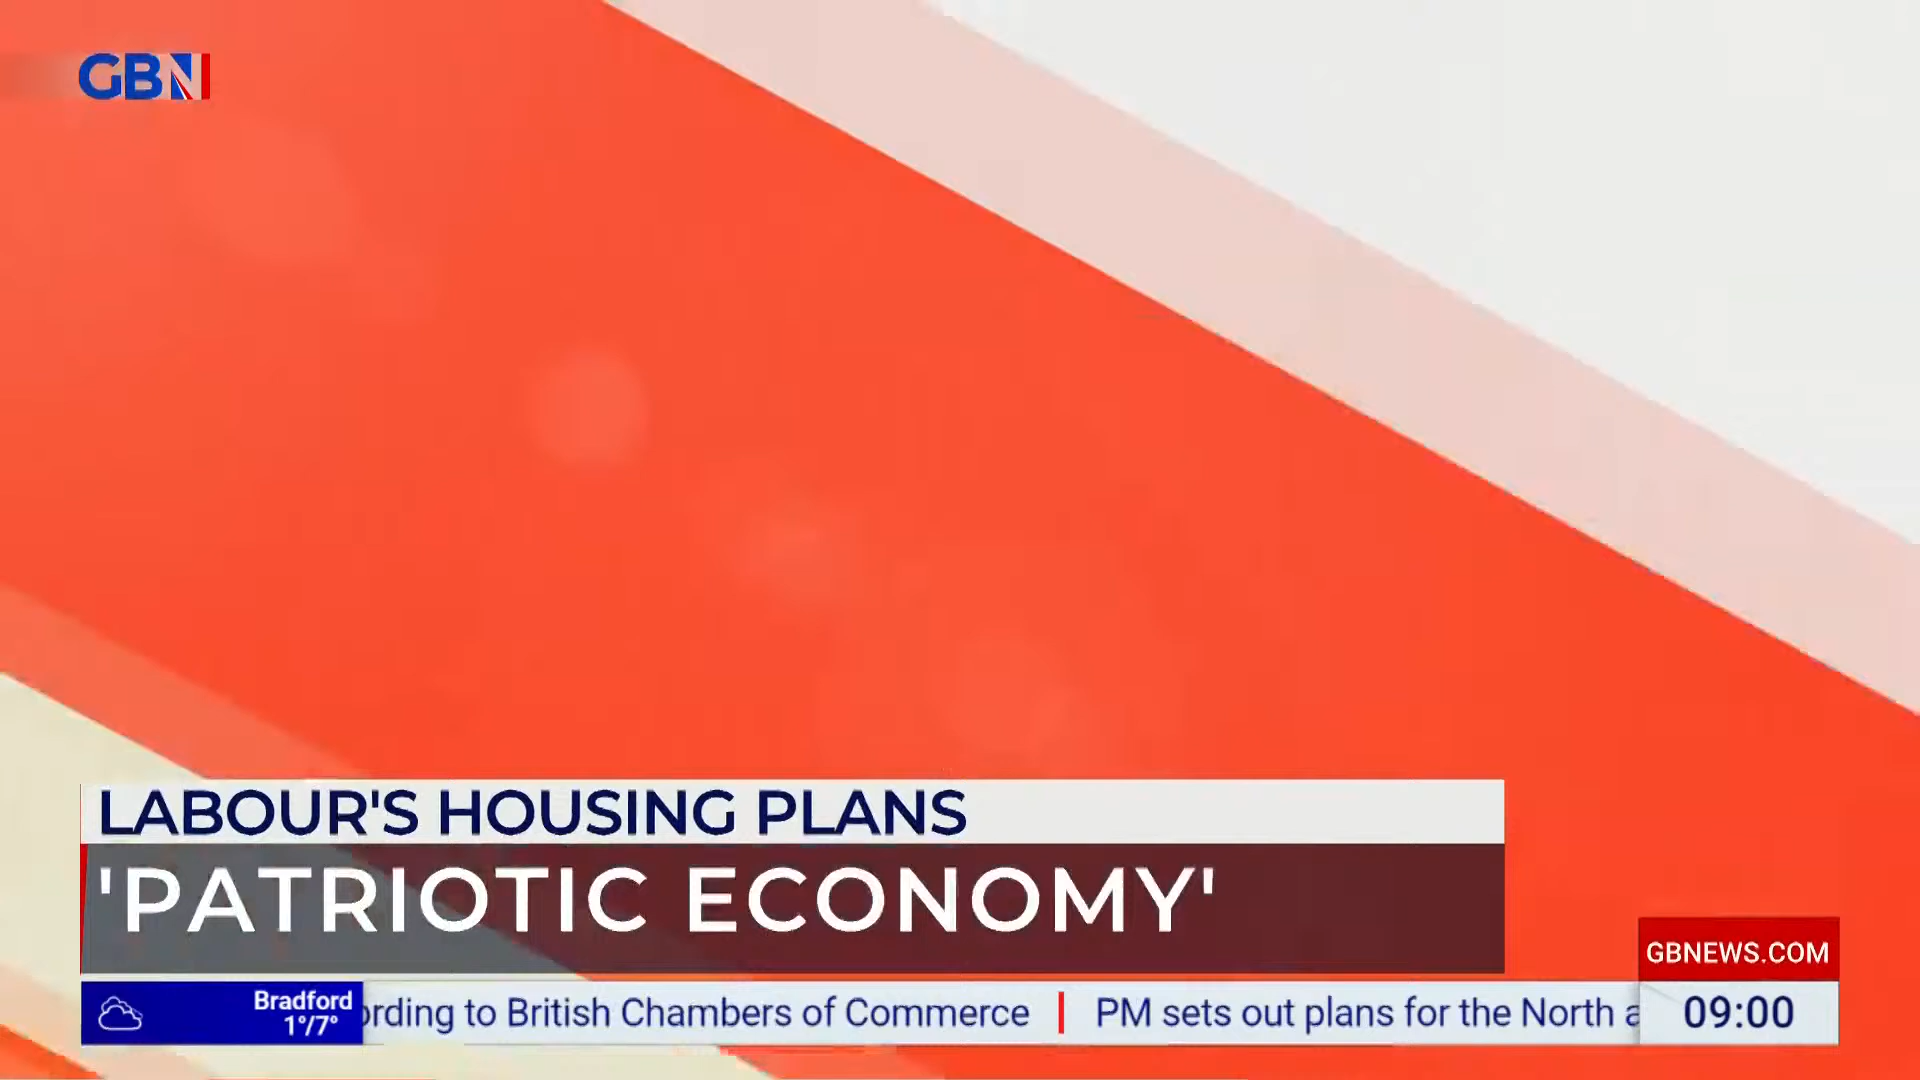 GBN
LABOUR'S HOUSING PLANS
'PATRIOTIC ECONOMY'
GBNEWS.COM
Bradford
1°/7°
ording to British Chambers of Commerce | PM sets out plans for the North a
09:00